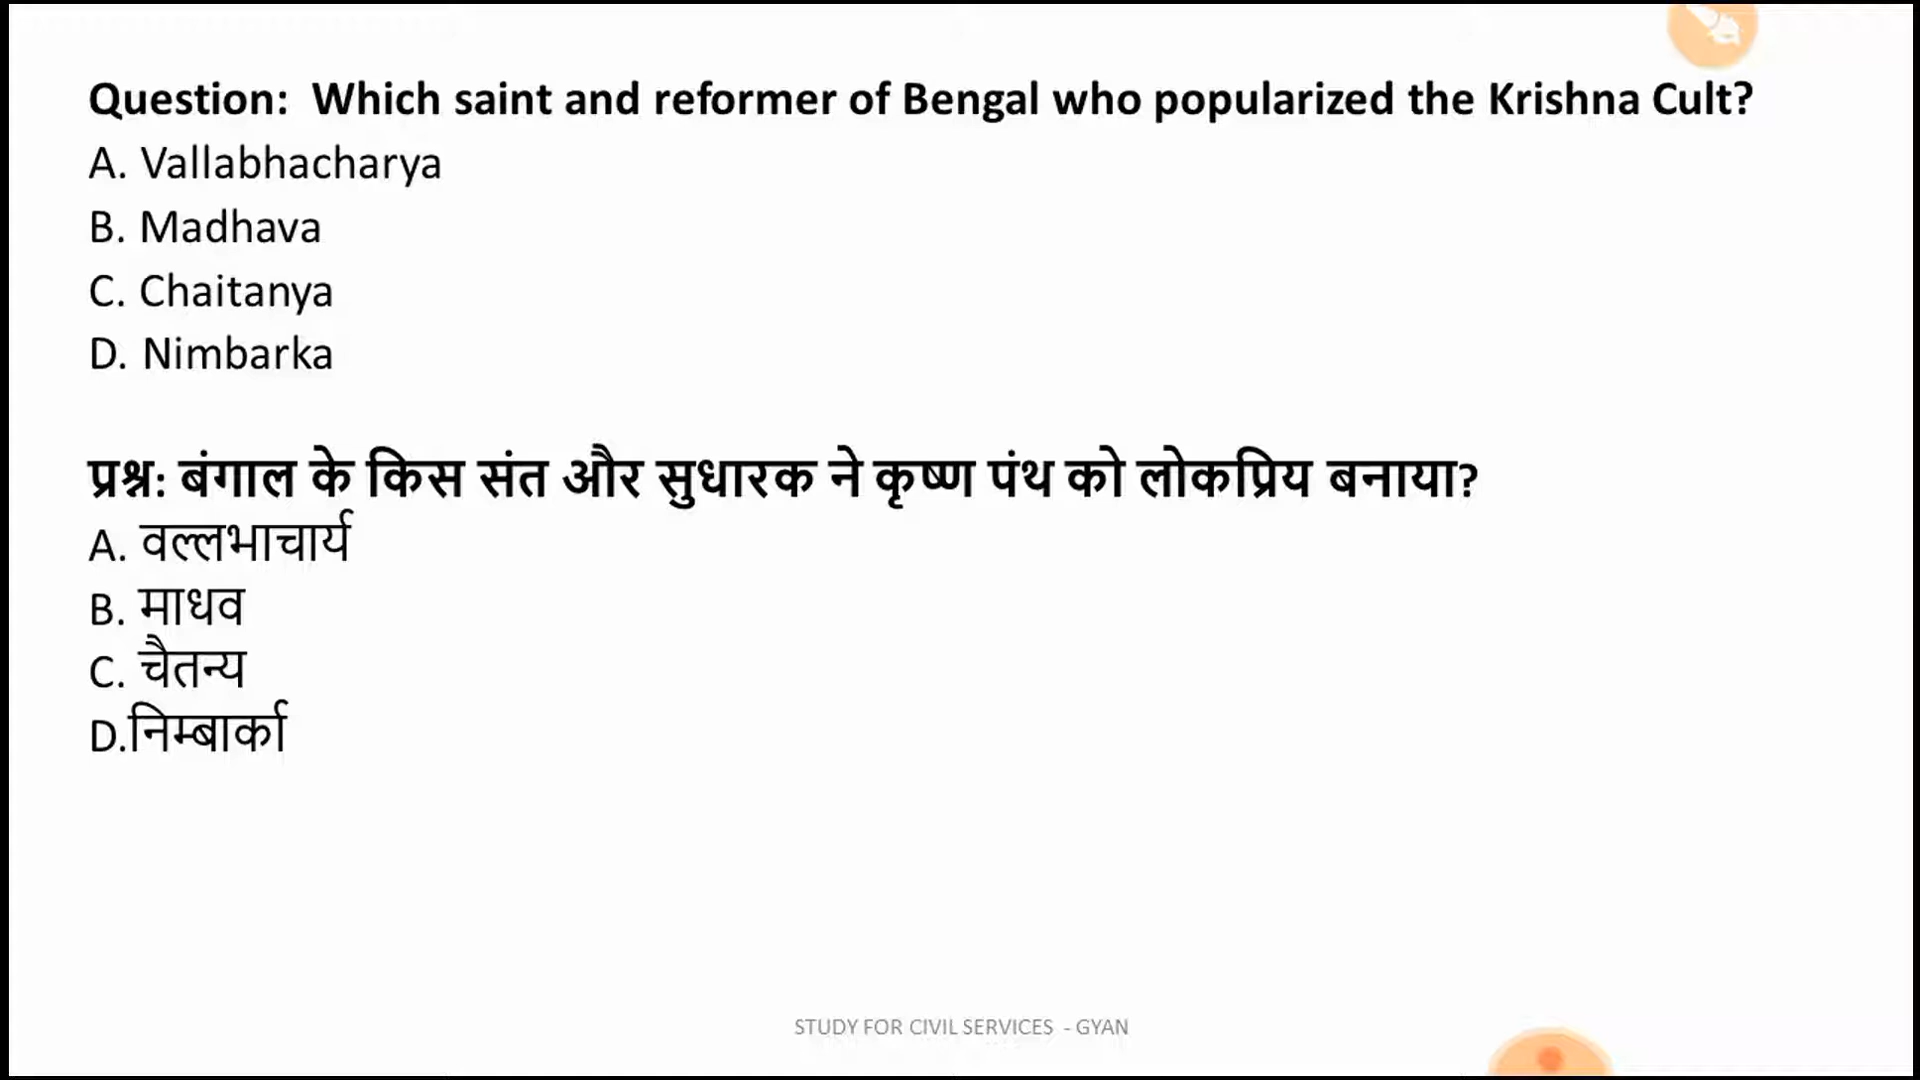 Question:  Which saint and reformer of Bengal who popularized the Krishna Cult?
A. Vallabhacharya
B. Madhava
C. Chaitanya
D. Nimbarka
प्रश्न: बंगाल के किस संत और सुधारक ने कृष्ण पंथ को लोकप्रिय बनाया?
A. वल्लभाचार्य
B. माधव
C. चैतन्य
D.निम्बार्का
STUDY FOR CIVIL SERVICES  - GYAN